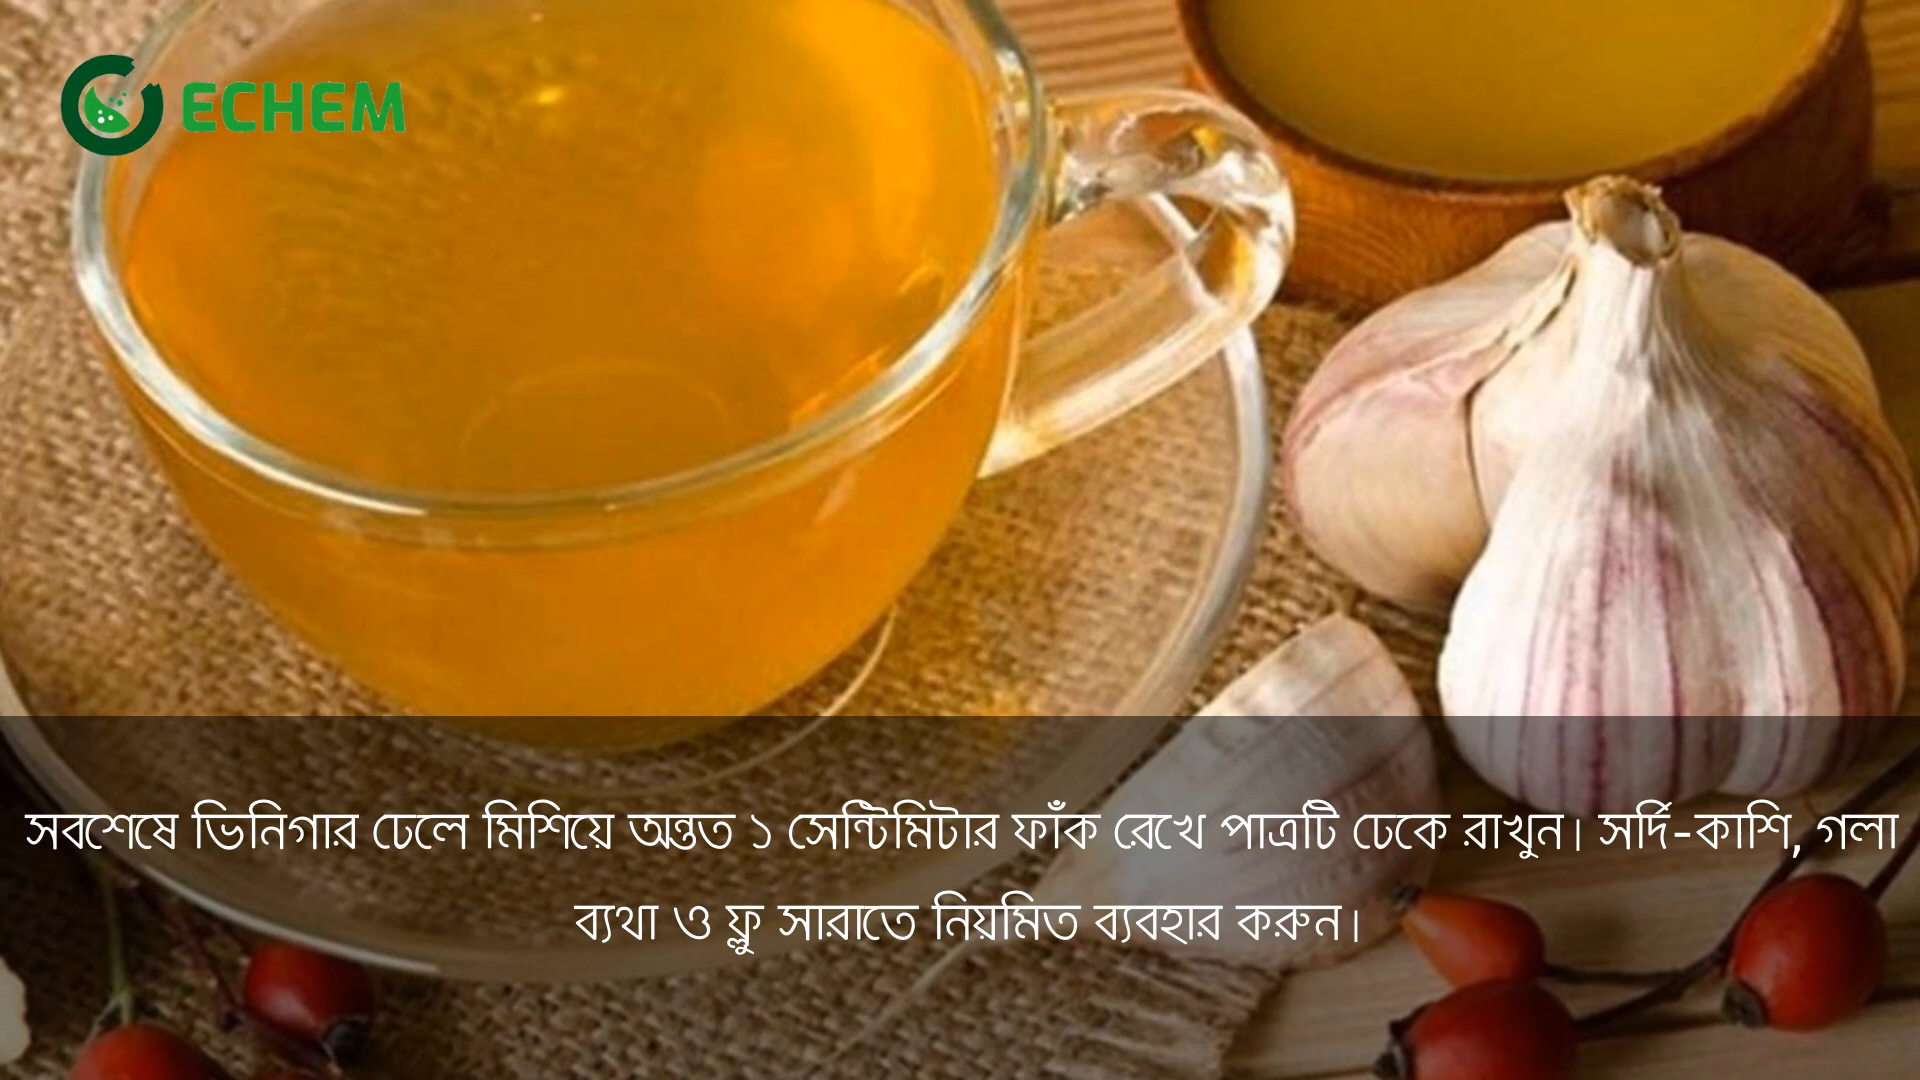 ECHEM
সবশেষে ভিনিগার ঢেলে মিশিয়ে অন্তত ১ সেন্টিমিটার ফাঁক রেখে পাত্রটি ঢেকে রাখুন। সর্দি-কাশি, গলা
ব্যথা ও ফ্লু সারাতে নিয়মিত ব্যবহার করুন।